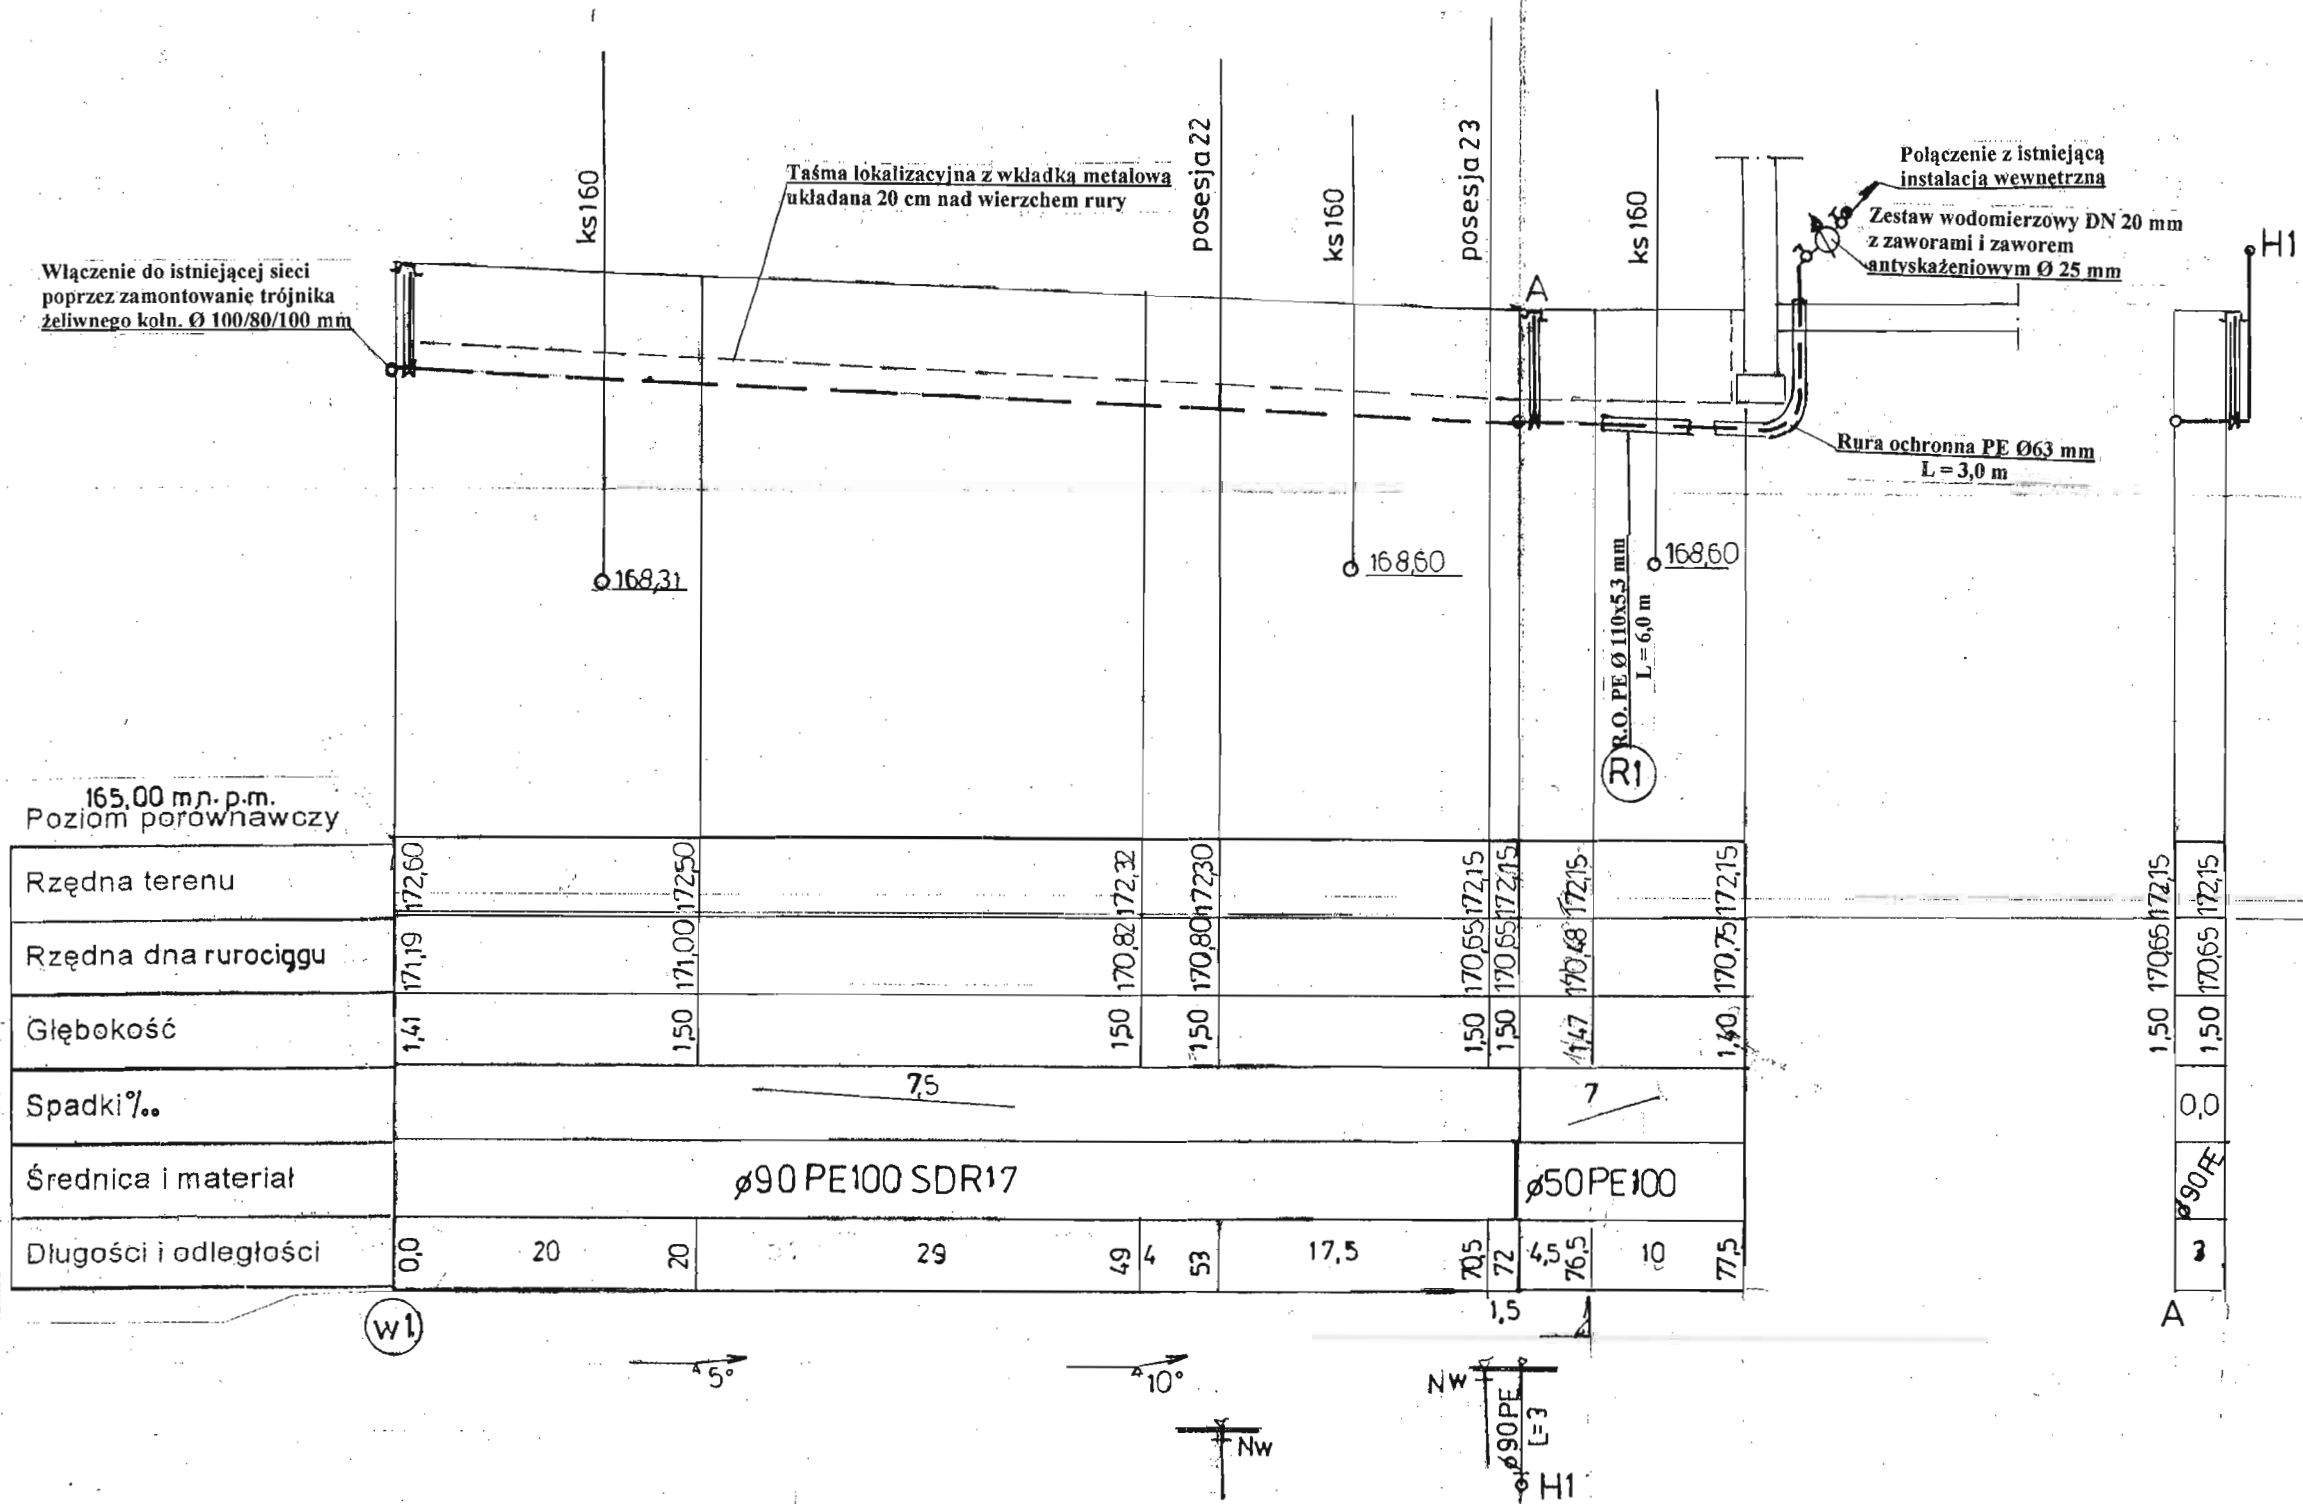 ks160
Taśma lokalizacyjna z wkładką metalową
układana 20 cm nad wierzchem rury
posesja 22
ks160
posesja 23
ks160
Połączenie z istniejącą
instalacją wewnętrzną
Zestaw wodomierzowy DN 20 mm
z zaworami i zaworem
antyskażeniowym Ø 25 mm
H1
Włączenie do istniejącej sieci
poprzez zamontowanie trójnika
żeliwnego kołn. Ø 100/80/100 mm
A
Rura ochronna PE Ø63 mm
L = 3,0 m
168,31
168,60
168,60
R.O. PE Ø 110x5,3 mm
L = 6,0 m
R1
165,00 m n.p.m.
Poziom porównawczy
Rzędna terenu 172,60 172,50 172,32 172,30 172,15 172,15 172,15 172,15 172,15 172,15
Rzędna dna rurociągu 171,19 171,00 170,82 170,80 170,65 170,65 170,48 170,75 170,65 170,65
Głębokość 1,41 1,50 1,50 1,50 1,50 1,50 1,47 1,40 1,50 1,50
Spadki ‰ 7,5 7 0,0
Średnica i materiał ø90 PE100 SDR17 ø50 PE100 ø90PE
Długości i odległości 0,0 20 20 29 49 4 53 17,5 70,5 72 4,5 76,5 10 77,5 3
1,5
W1
A
5°
10°
Nw
Nw
ø90PE
L=3
H1